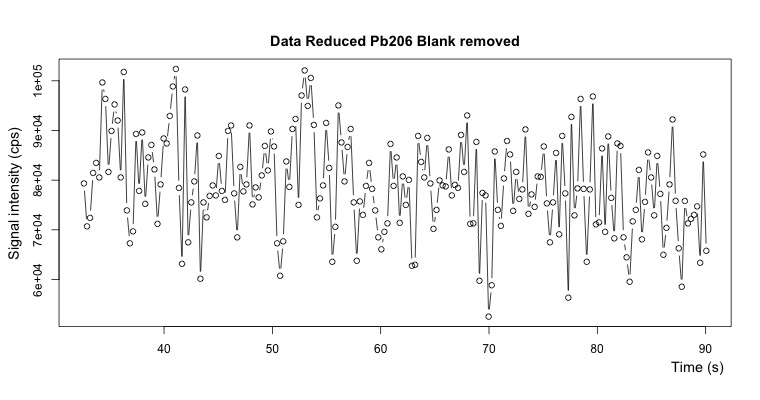 Data Reduced Pb206 Blank removed
Signal intensity (cps)
1e+05
9e+04
8e+04
7e+04
6e+04
40 50 60 70 80 90
Time (s)